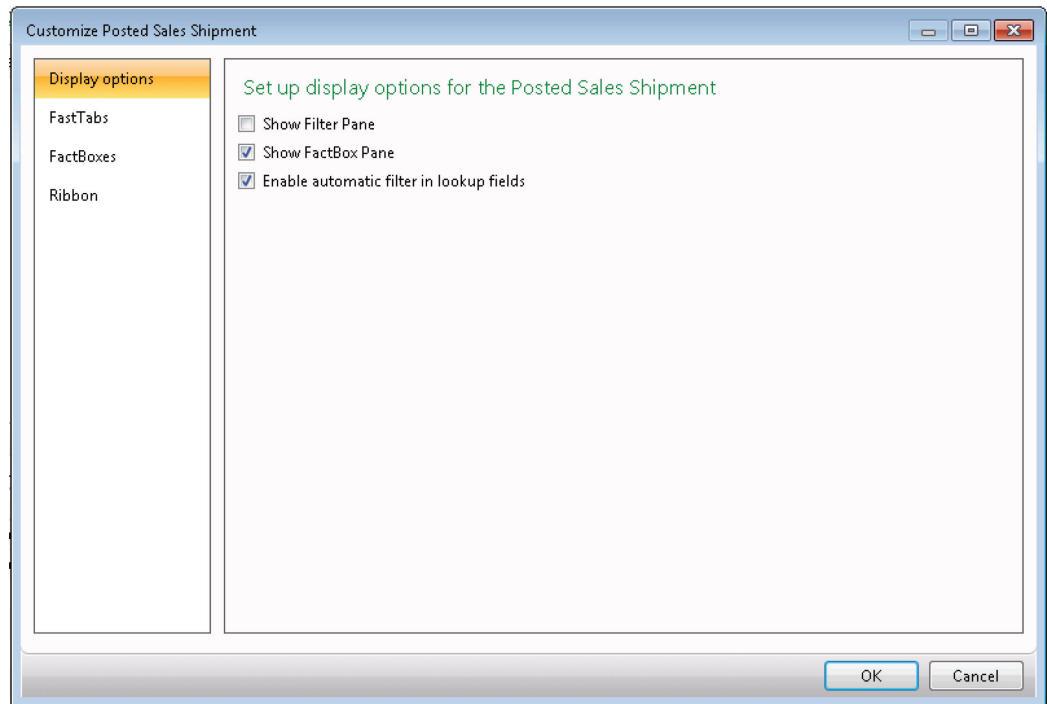 Customize Posted Sales Shipment
Display options
FastTabs
FactBoxes
Ribbon
Set up display options for the Posted Sales Shipment
Show Filter Pane
Show FactBox Pane
Enable automatic filter in lookup fields
OK
Cancel